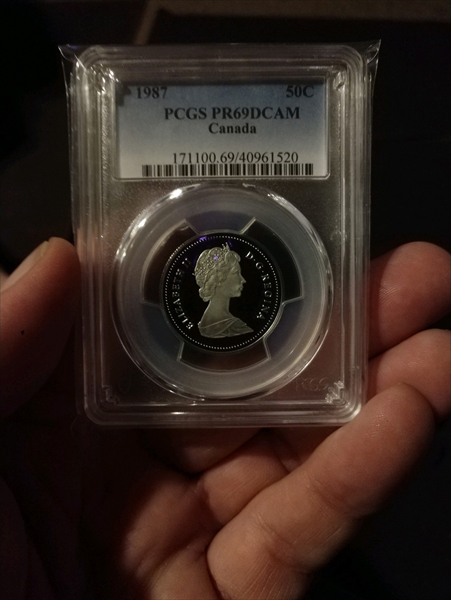 1987 50C
PCGS PR69DCAM
Canada
171100.69/40961520
ELIZABETH II D·G·REGINA